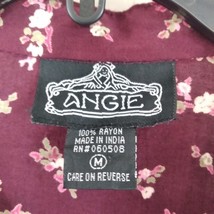 ANGIE
100% RAYON
MADE IN INDIA
RN#060508
M
CARE ON REVERSE